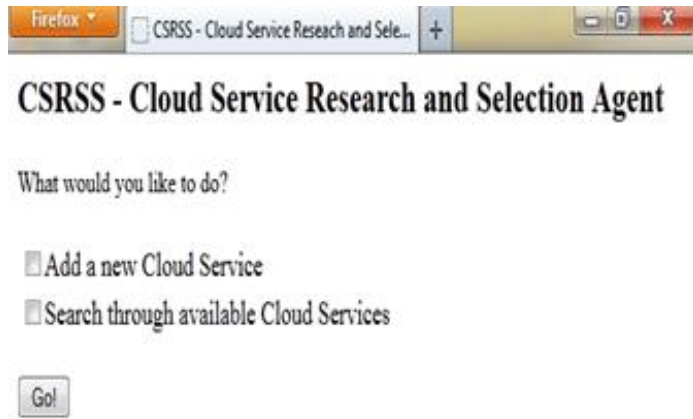 Firefox
CSRSS - Cloud Service Reseach and Sele... +
CSRSS - Cloud Service Research and Selection Agent
What would you like to do?
Add a new Cloud Service
Search through available Cloud Services
Go!